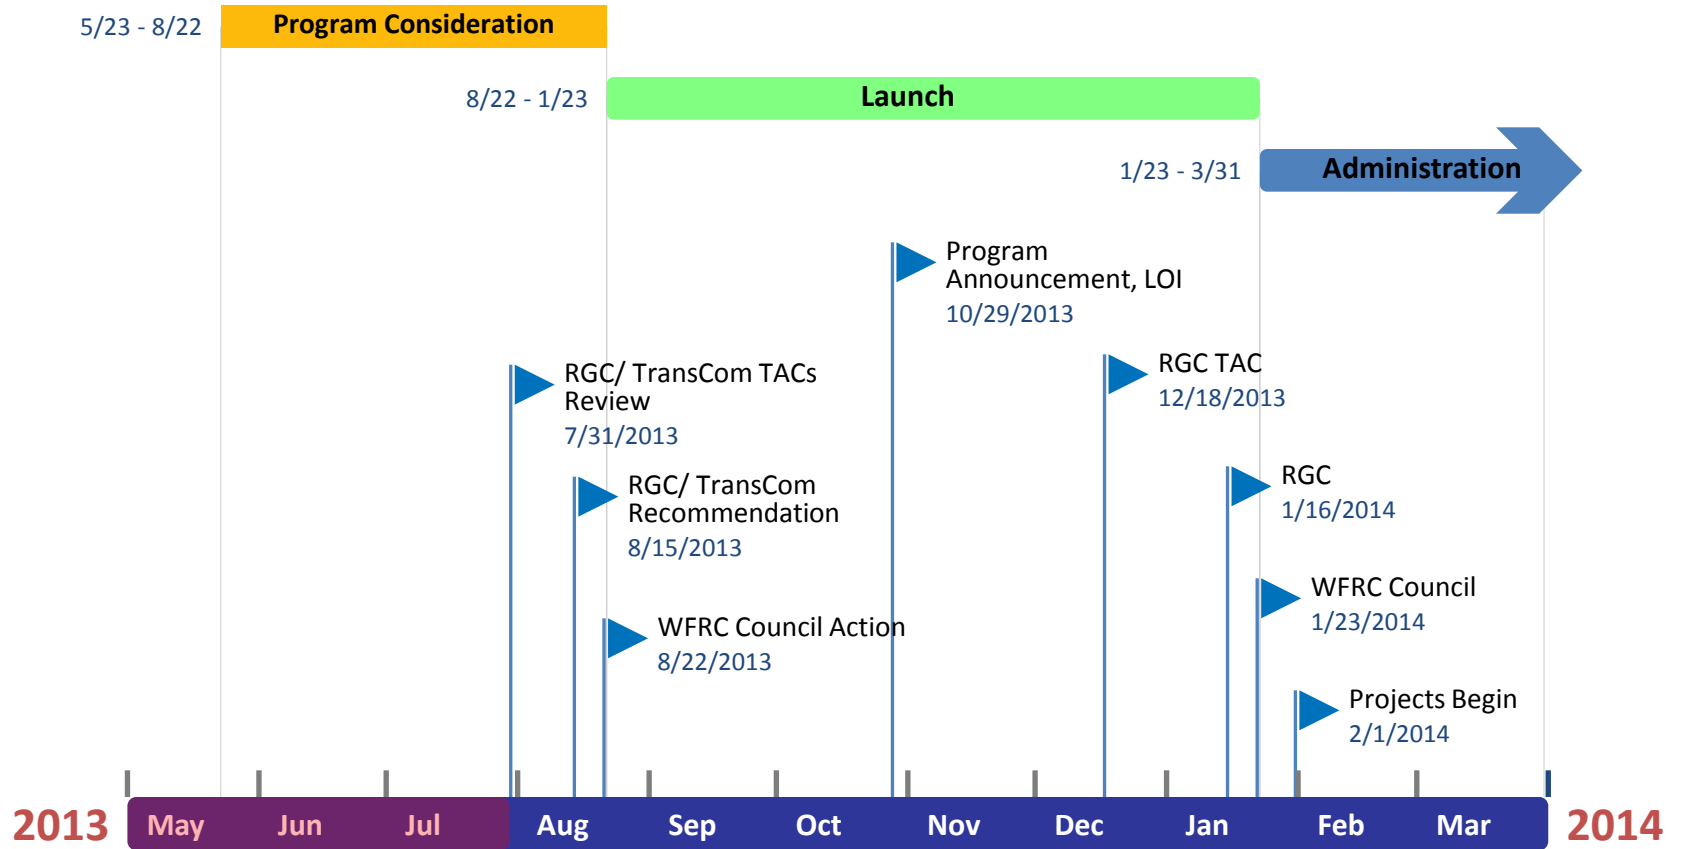 5/23 - 8/22
Program Consideration
8/22 - 1/23
Launch
1/23 - 3/31
Administration
Program
Announcement, LOI
10/29/2013
RGC/ TransCom TACs
Review
7/31/2013
RGC TAC
12/18/2013
RGC/ TransCom
Recommendation
8/15/2013
RGC
1/16/2014
WFRC Council Action
8/22/2013
WFRC Council
1/23/2014
Projects Begin
2/1/2014
2013 May Jun Jul Aug Sep Oct Nov Dec Jan Feb Mar 2014